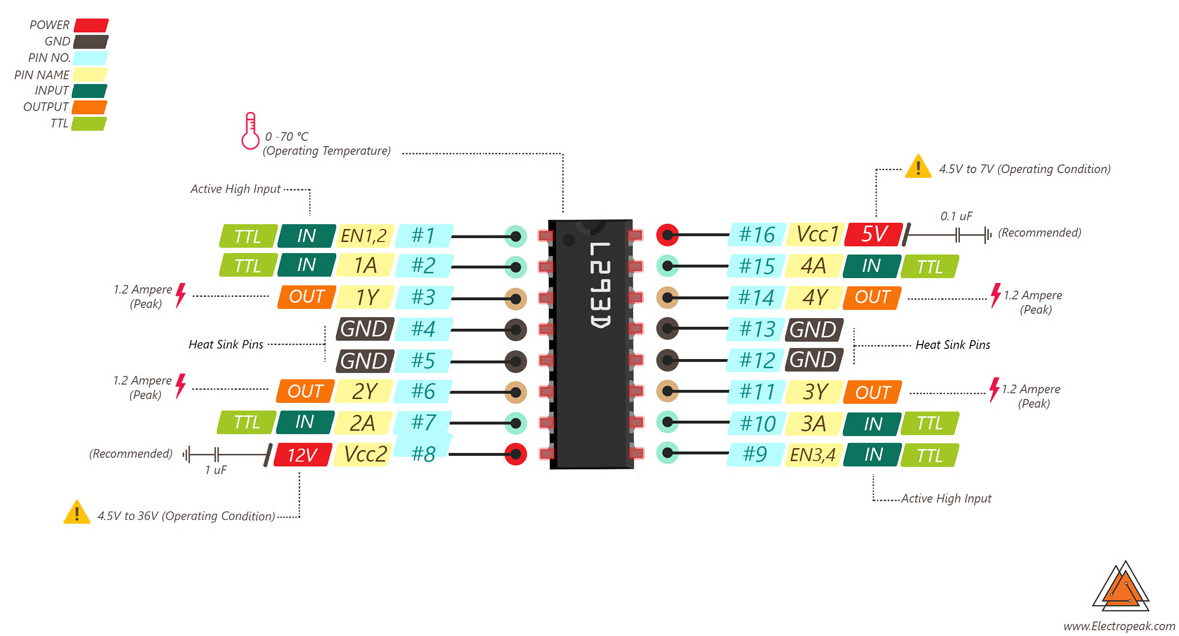 POWER
GND
PIN NO.
PIN NAME
INPUT
OUTPUT
TTL
0 -70 °C
(Operating Temperature)
Active High Input
TTL IN EN1,2 #1
TTL IN 1A #2
1.2 Ampere
(Peak)
OUT 1Y #3
GND #4
Heat Sink Pins
GND #5
1.2 Ampere
(Peak)
OUT 2Y #6
TTL IN 2A #7
(Recommended)
1 uF
12V Vcc2 #8
4.5V to 36V (Operating Condition)
L293D
4.5V to 7V (Operating Condition)
#16 Vcc1 5V
0.1 uF
(Recommended)
#15 4A IN TTL
#14 4Y OUT
1.2 Ampere
(Peak)
#13 GND
Heat Sink Pins
#12 GND
#11 3Y OUT
1.2 Ampere
(Peak)
#10 3A IN TTL
#9 EN3,4 IN TTL
Active High Input
www.Electropeak.com